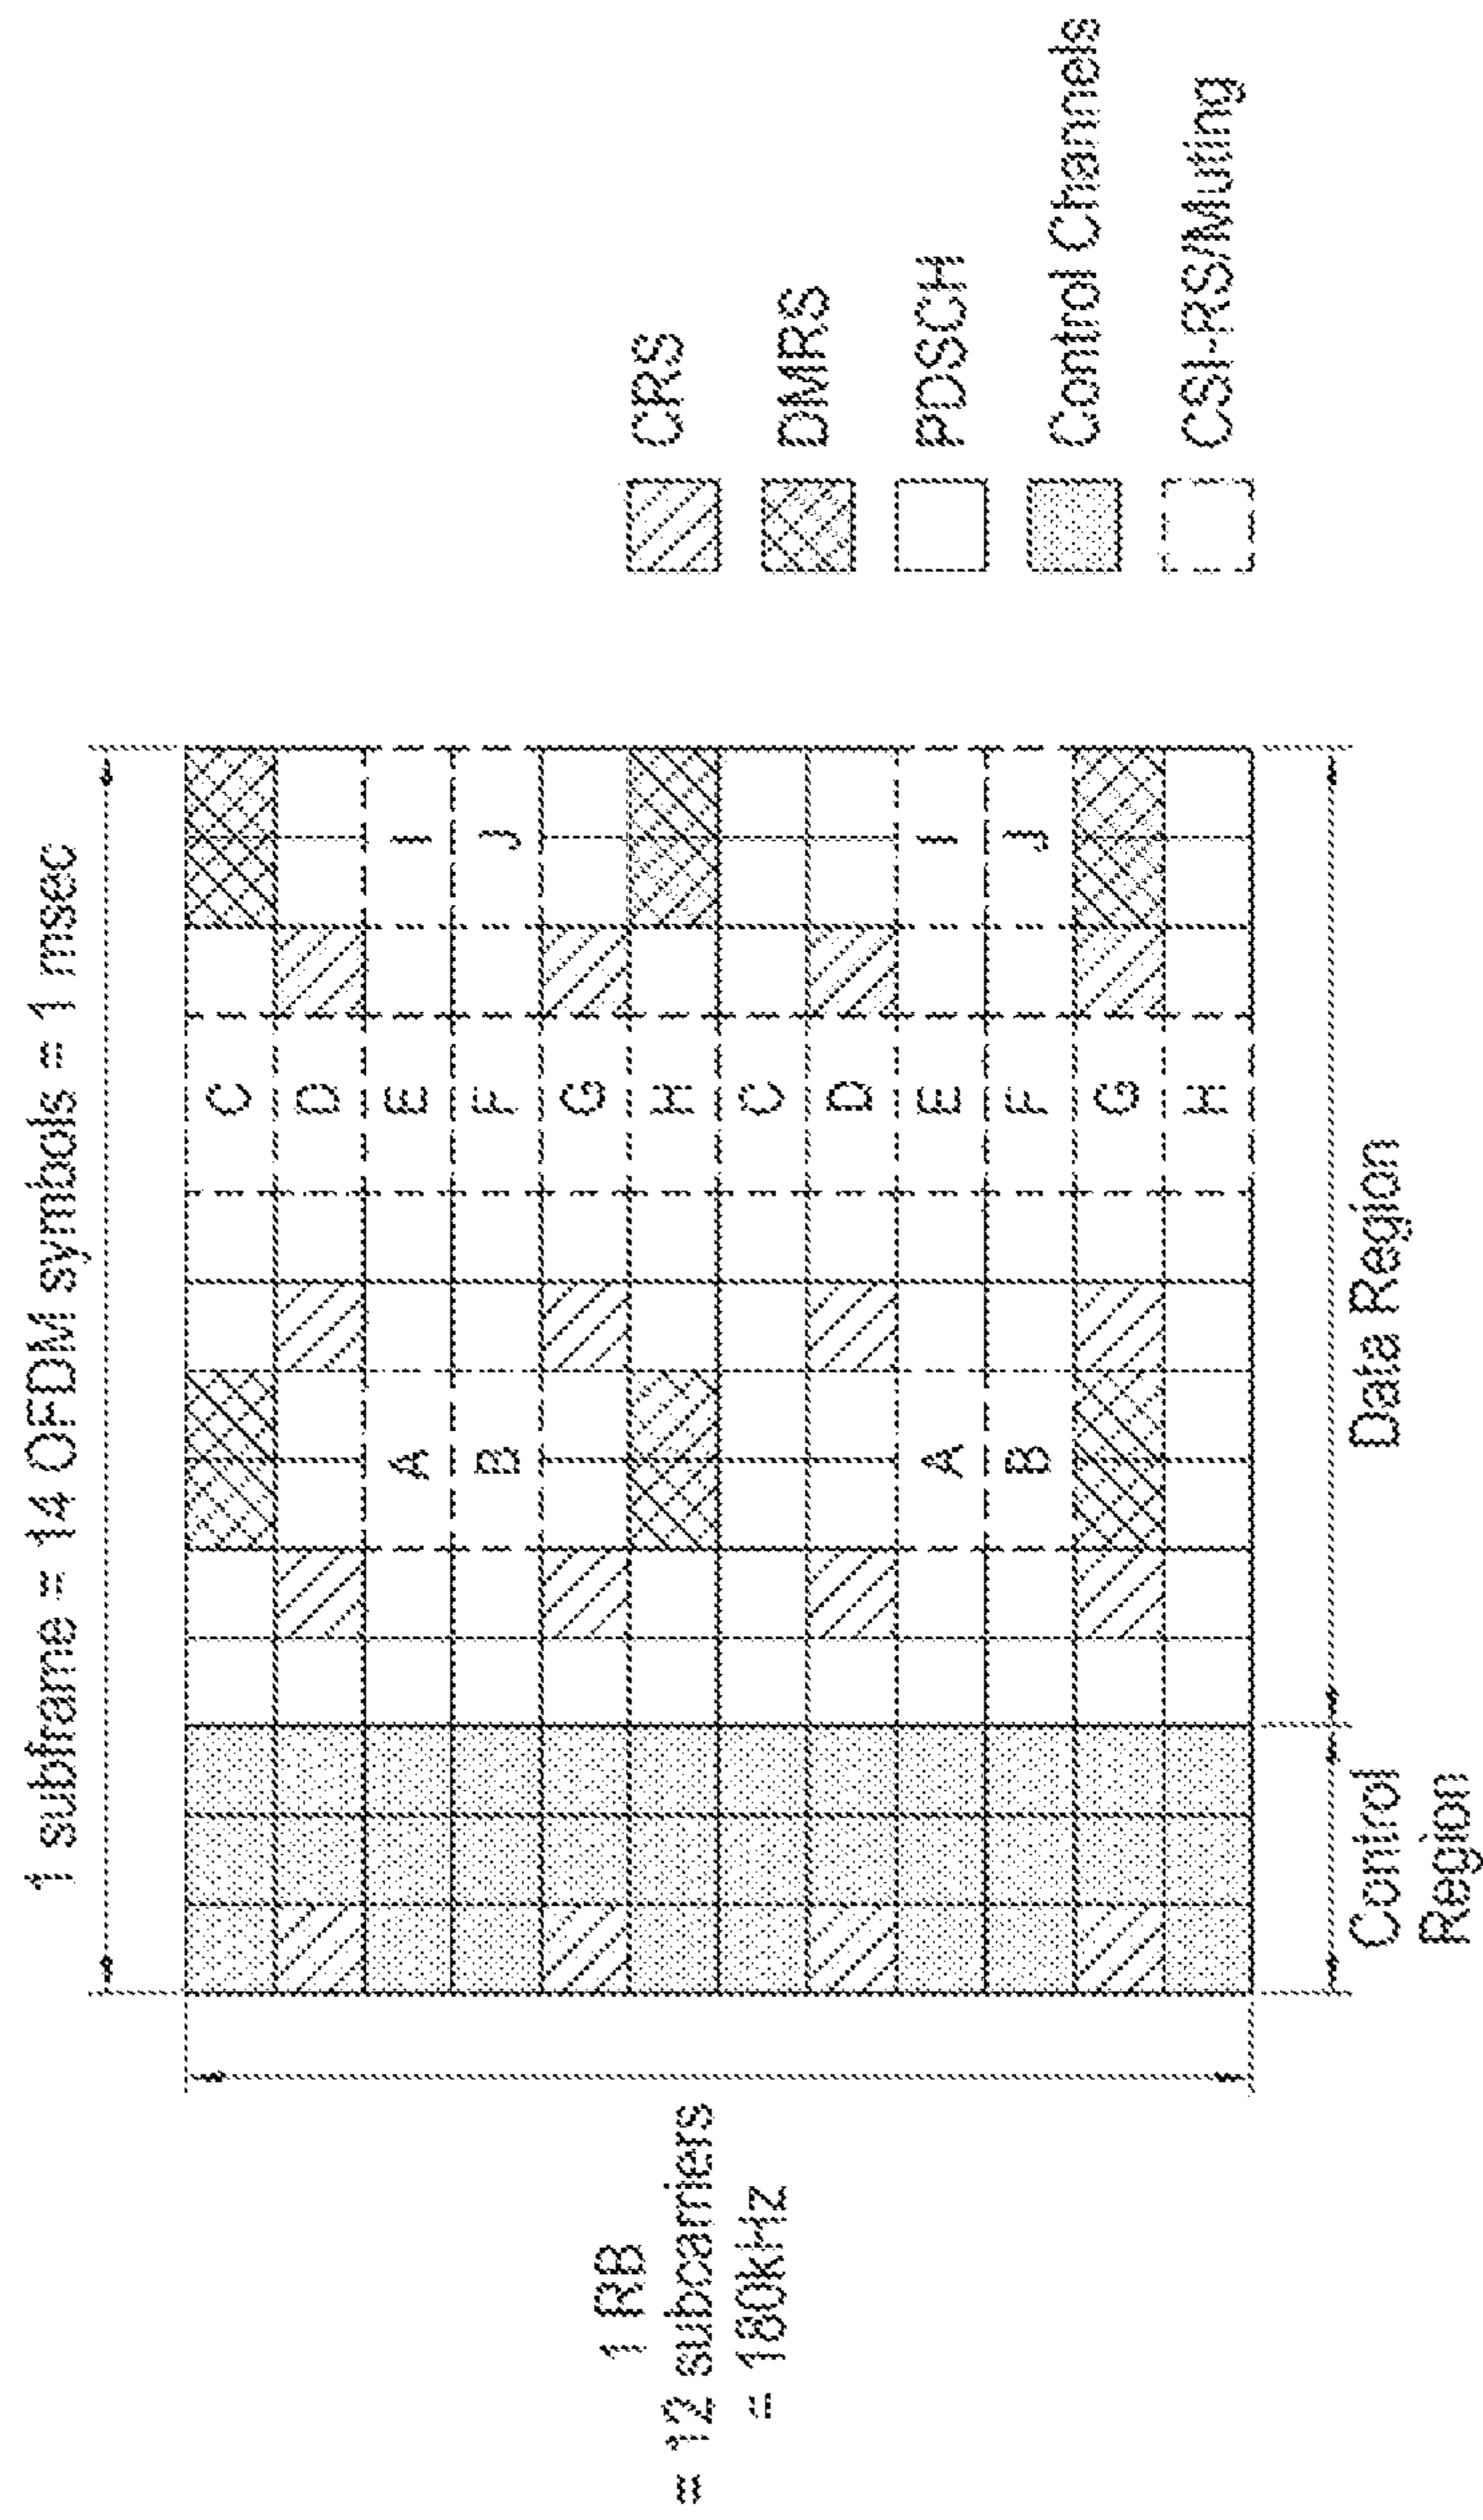 1 subframe = 14 OFDM symbols = 1 msec
1 RB
= 12 subcarriers
= 180kHz
C
D
A E I
B F J
G
H
C
D
A E I
B F J
G
H
Control
Region
Data Region
CRS
DMRS
PDSCH
Control Channels
CSI-RS/Muting